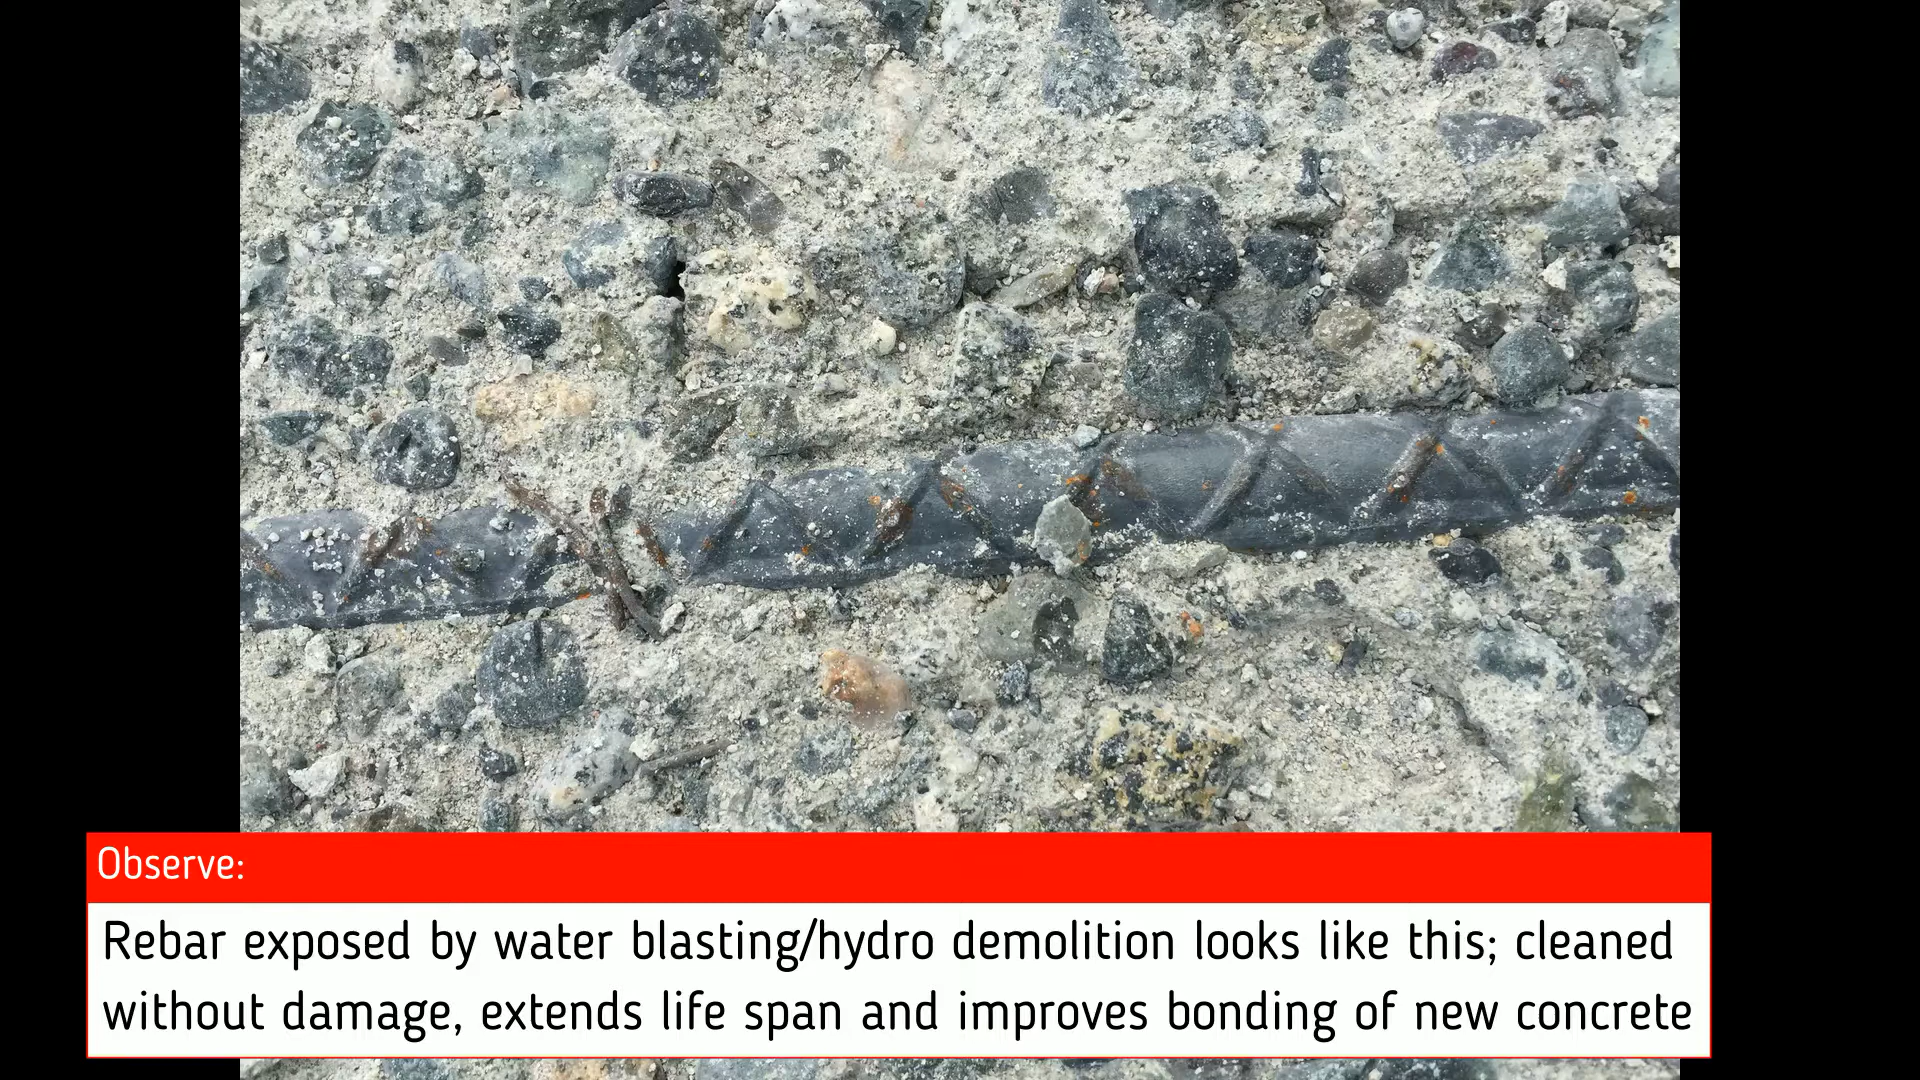 Observe:
Rebar exposed by water blasting/hydro demolition looks like this; cleaned
without damage, extends life span and improves bonding of new concrete